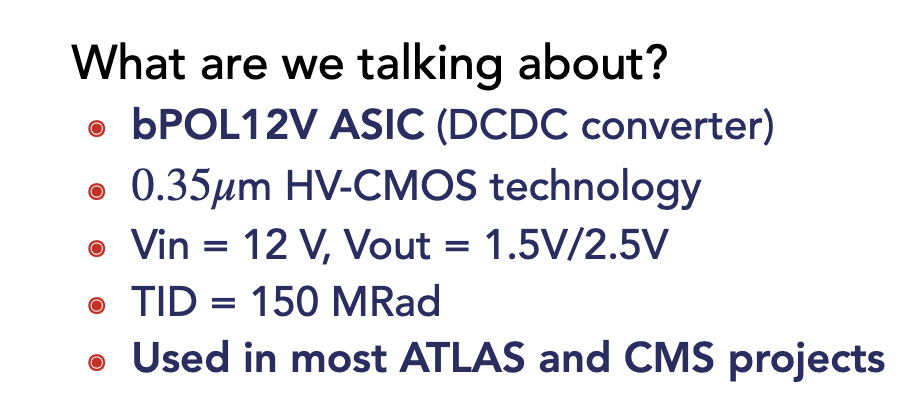 What are we talking about?
bPOL12V ASIC (DCDC converter)
0.35μm HV-CMOS technology
Vin = 12 V, Vout = 1.5V/2.5V
TID = 150 MRad
Used in most ATLAS and CMS projects